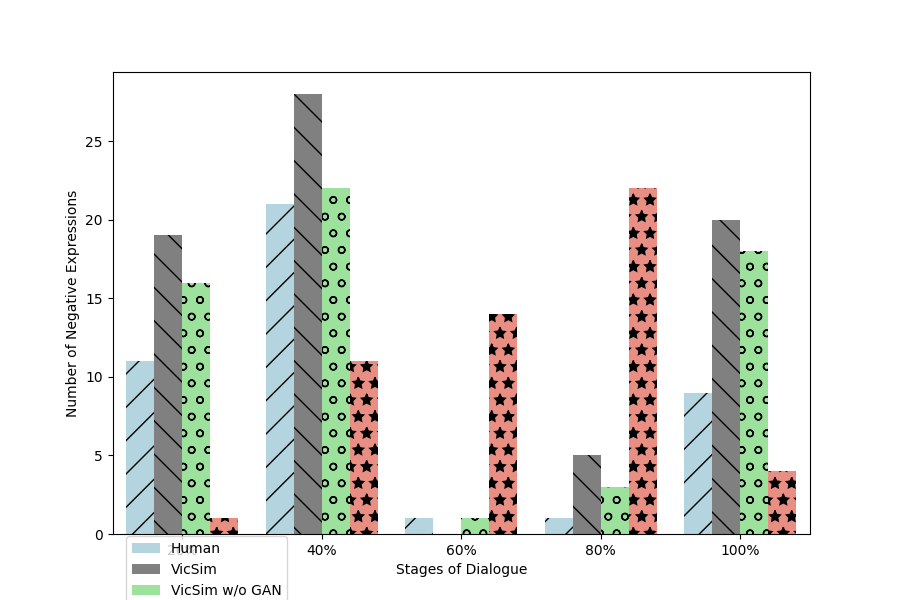 Number of Negative Expressions
25
20
15
10
5
0
40%
60%
80%
100%
Stages of Dialogue
Human
VicSim
VicSim w/o GAN